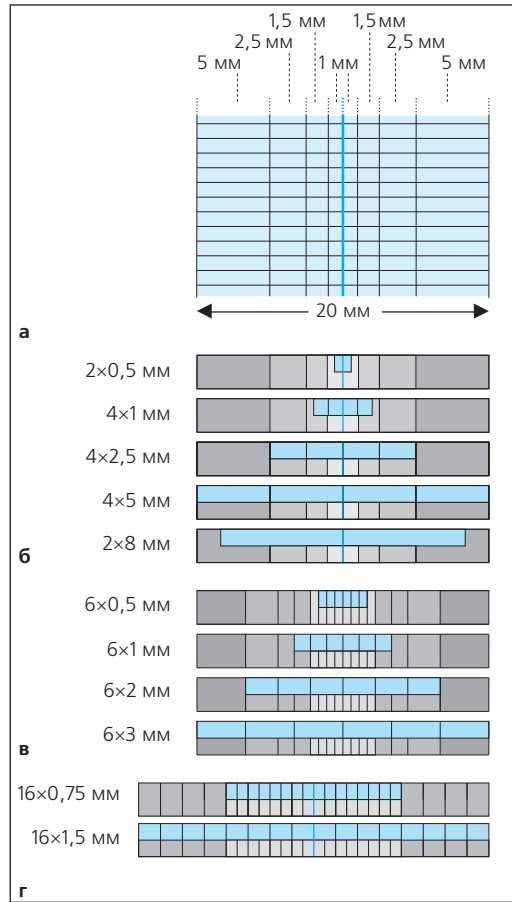 1,5 мм 1,5 мм
2,5 мм 2,5 мм
5 мм 1 мм 5 мм
20 мм
а
2×0,5 мм
4×1 мм
4×2,5 мм
4×5 мм
2×8 мм
б
6×0,5 мм
6×1 мм
6×2 мм
6×3 мм
в
16×0,75 мм
16×1,5 мм
г